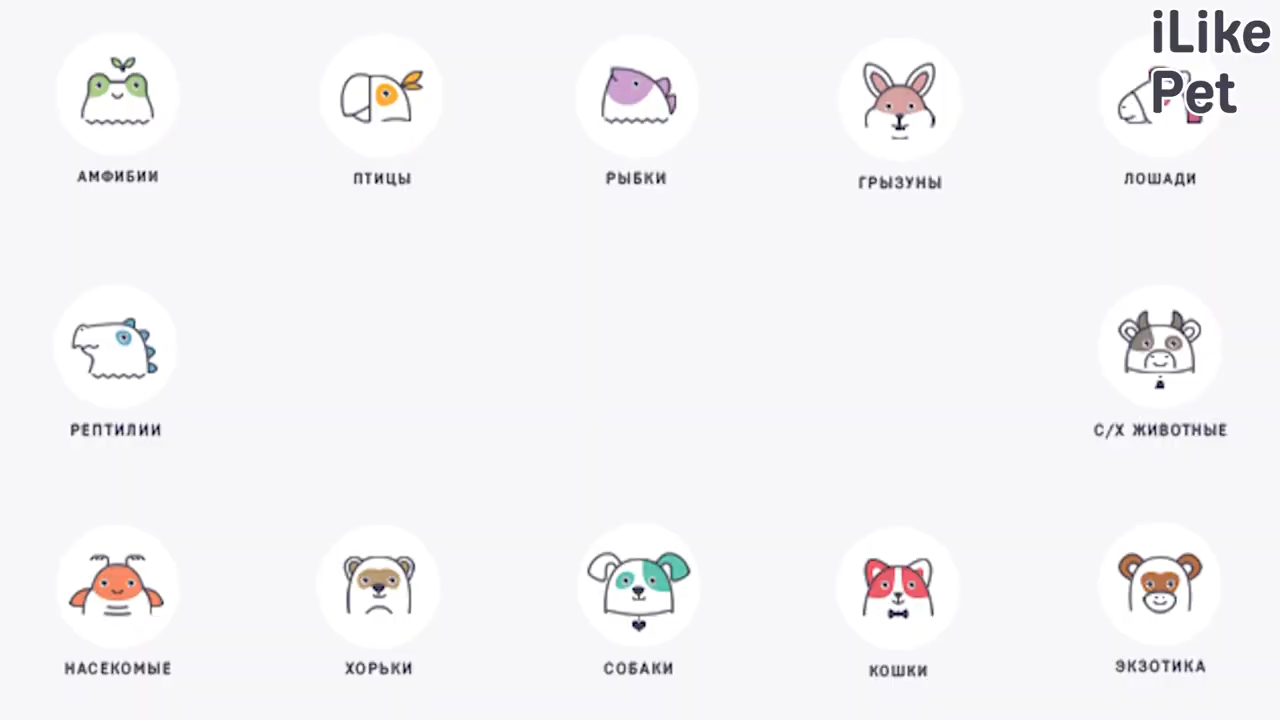 iLike
Pet
АМФИБИИ
ПТИЦЫ
РЫБКИ
ГРЫЗУНЫ
ЛОШАДИ
РЕПТИЛИИ
С/Х ЖИВОТНЫЕ
НАСЕКОМЫЕ
ХОРЬКИ
СОБАКИ
КОШКИ
ЭКЗОТИКА